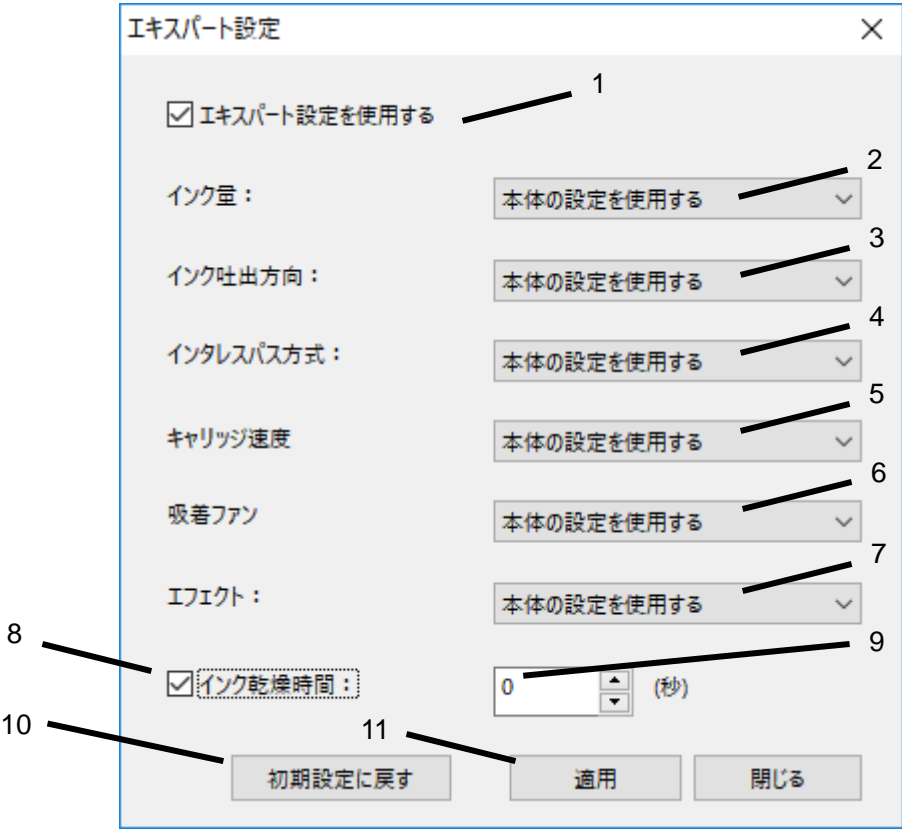 エキスパート設定
1
エキスパート設定を使用する
2
インク量： 本体の設定を使用する
3
インク吐出方向： 本体の設定を使用する
4
インタレスパス方式： 本体の設定を使用する
5
キャリッジ速度 本体の設定を使用する
6
吸着ファン 本体の設定を使用する
7
エフェクト： 本体の設定を使用する
8 9
インク乾燥時間： 0 (秒)
10 11
初期設定に戻す 適用 閉じる